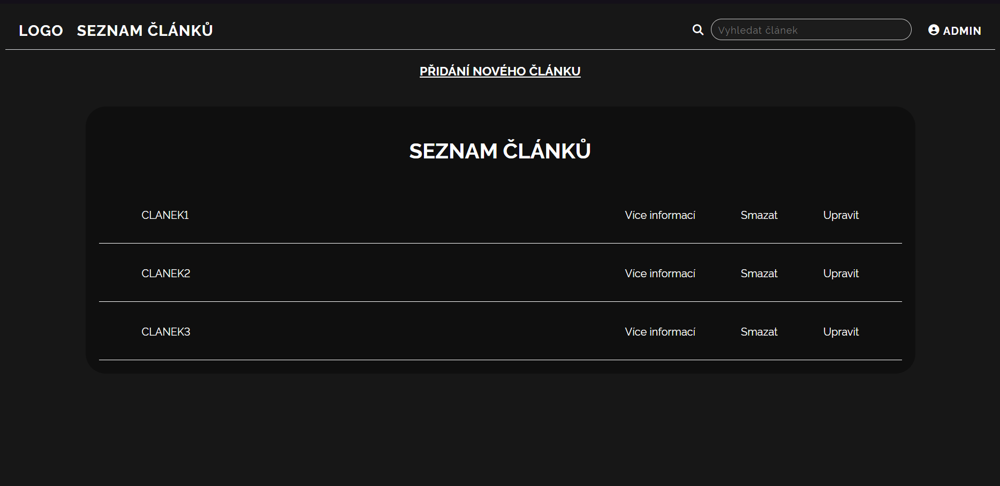 LOGO SEZNAM ČLÁNKŮ Vyhledat článek ADMIN
PŘIDÁNÍ NOVÉHO ČLÁNKU
SEZNAM ČLÁNKŮ
CLANEK1 Více informací Smazat Upravit
CLANEK2 Více informací Smazat Upravit
CLANEK3 Více informací Smazat Upravit